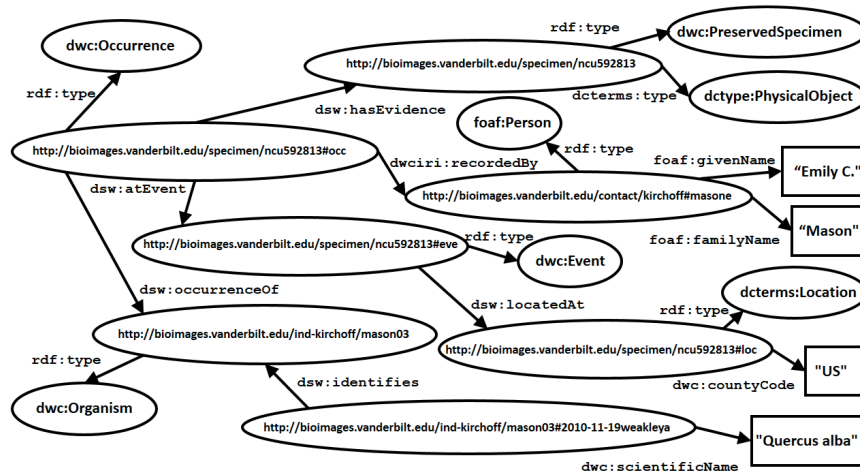 rdf:type
dwc:PreservedSpecimen
dwc:Occurrence
http://bioimages.vanderbilt.edu/specimen/ncu592813
rdf:type
dcterms:type
dctype:PhysicalObject
dsw:hasEvidence
foaf:Person
rdf:type
http://bioimages.vanderbilt.edu/specimen/ncu592813#occ
dwciri:recordedBy
foaf:givenName
“Emily C."
dsw:atEvent
http://bioimages.vanderbilt.edu/contact/kirchoff#masone
“Mason"
foaf:familyName
http://bioimages.vanderbilt.edu/specimen/ncu592813#eve
rdf:type
dwc:Event
dsw:occurrenceOf
dsw:locatedAt
dcterms:Location
rdf:type
http://bioimages.vanderbilt.edu/ind-kirchoff/mason03
http://bioimages.vanderbilt.edu/specimen/ncu592813#loc
rdf:type
"US"
dsw:identifies
dwc:countyCode
dwc:Organism
http://bioimages.vanderbilt.edu/ind-kirchoff/mason03#2010-11-19weakleya
"Quercus alba"
dwc:scientificName